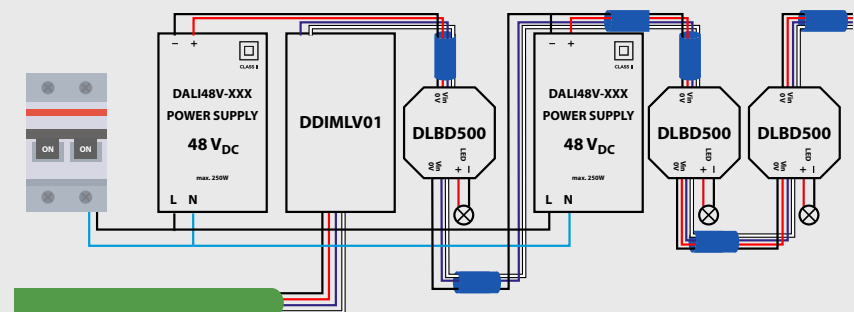 ON
ON
−
+
CLASS II
DALI48V-XXX
POWER SUPPLY
48 VDC
max. 250W
L
N
DDIMLV01
Vin
0V
DLBD500
Vin
0V
LED
+
−
−
+
CLASS II
DALI48V-XXX
POWER SUPPLY
48 VDC
max. 250W
L
N
Vin
0V
DLBD500
Vin
0V
LED
+
−
Vin
0V
DLBD500
Vin
0V
LED
+
−